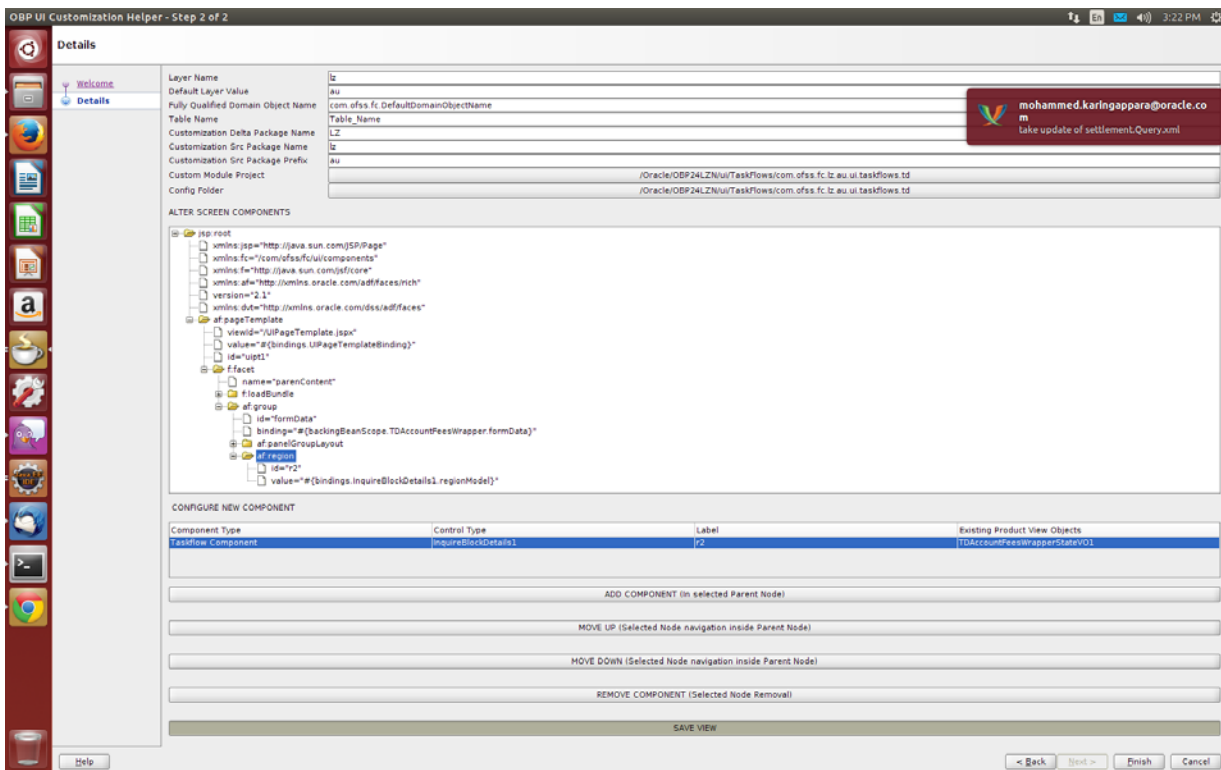 OBP UI Customization Helper - Step 2 of 2
En
3:22 PM
Details
Welcome
Details
Layer Name
lz
Default Layer Value
au
Fully Qualified Domain Object Name
com.ofss.fc.DefaultDomainObjectName
Table Name
Table_Name
Customization Delta Package Name
LZ
Customization Src Package Name
lz
Customization Src Package Prefix
au
Custom Module Project
/Oracle/OBP24LZN/ui/TaskFlows/com.ofss.fc.lz.au.ui.taskflows.td
Config Folder
/Oracle/OBP24LZN/ui/TaskFlows/com.ofss.fc.lz.au.ui.taskflows.td
mohammed.karingappara@oracle.co
m
take update of settlement.Query.xml
ALTER SCREEN COMPONENTS
jsp:root
xmlns:jsp="http://java.sun.com/JSP/Page"
xmlns:fc="/com/ofss/fc/ui/components"
xmlns:f="http://java.sun.com/jsf/core"
xmlns:af="http://xmlns.oracle.com/adf/faces/rich"
version="2.1"
xmlns:dvt="http://xmlns.oracle.com/dss/adf/faces"
af:pageTemplate
viewId="/UIPageTemplate.jspx"
value="#{bindings.UIPageTemplateBinding}"
id="uipt1"
f:facet
name="parenContent"
f:loadBundle
af:group
id="formData"
binding="#{backingBeanScope.TDAccountFeesWrapper.formData}"
af:panelGroupLayout
af:region
id="r2"
value="#{bindings.InquireBlockDetails1.regionModel}"
CONFIGURE NEW COMPONENT
Component Type Control Type Label Existing Product View Objects
Taskflow Component InquireBlockDetails1 r2 TDAccountFeesWrapperStateVO1
ADD COMPONENT (In selected Parent Node)
MOVE UP (Selected Node navigation inside Parent Node)
MOVE DOWN (Selected Node navigation inside Parent Node)
REMOVE COMPONENT (Selected Node Removal)
SAVE VIEW
Help
< Back Next > Finish Cancel